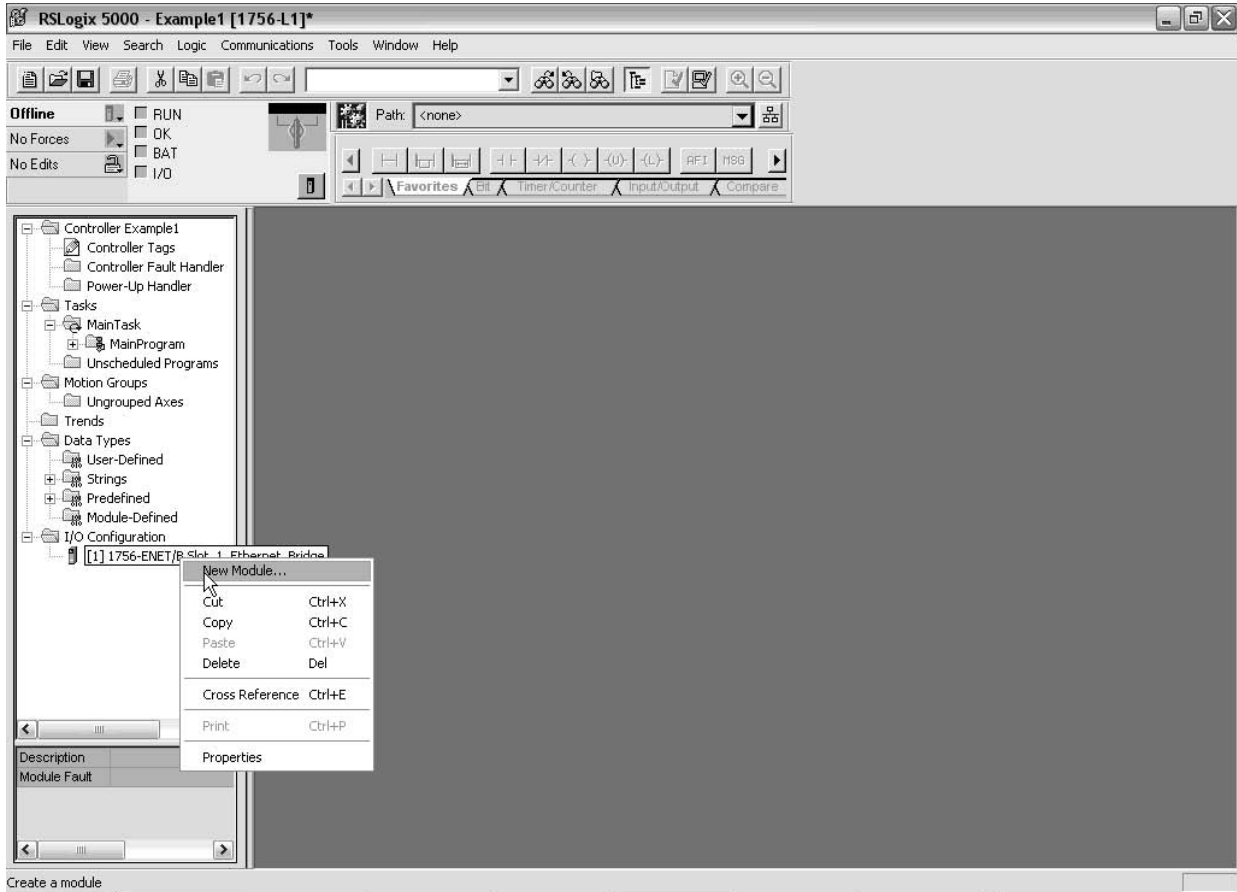 RSLogix 5000 - Example1 [1756-L1]*
File Edit View Search Logic Communications Tools Window Help
Offline
RUN
Path: <none>
No Forces
OK
No Edits
BAT
I/O
(U) (L) AFI MSG
Favorites Bit Timer/Counter Input/Output Compare
Controller Example1
Controller Tags
Controller Fault Handler
Power-Up Handler
Tasks
MainTask
MainProgram
Unscheduled Programs
Motion Groups
Ungrouped Axes
Trends
Data Types
User-Defined
Strings
Predefined
Module-Defined
I/O Configuration
[1] 1756-ENET/B Slot_1_Ethernet_Bridge
New Module...
Cut Ctrl+X
Copy Ctrl+C
Paste Ctrl+V
Delete Del
Cross Reference Ctrl+E
Print Ctrl+P
Properties
Description
Module Fault
Create a module